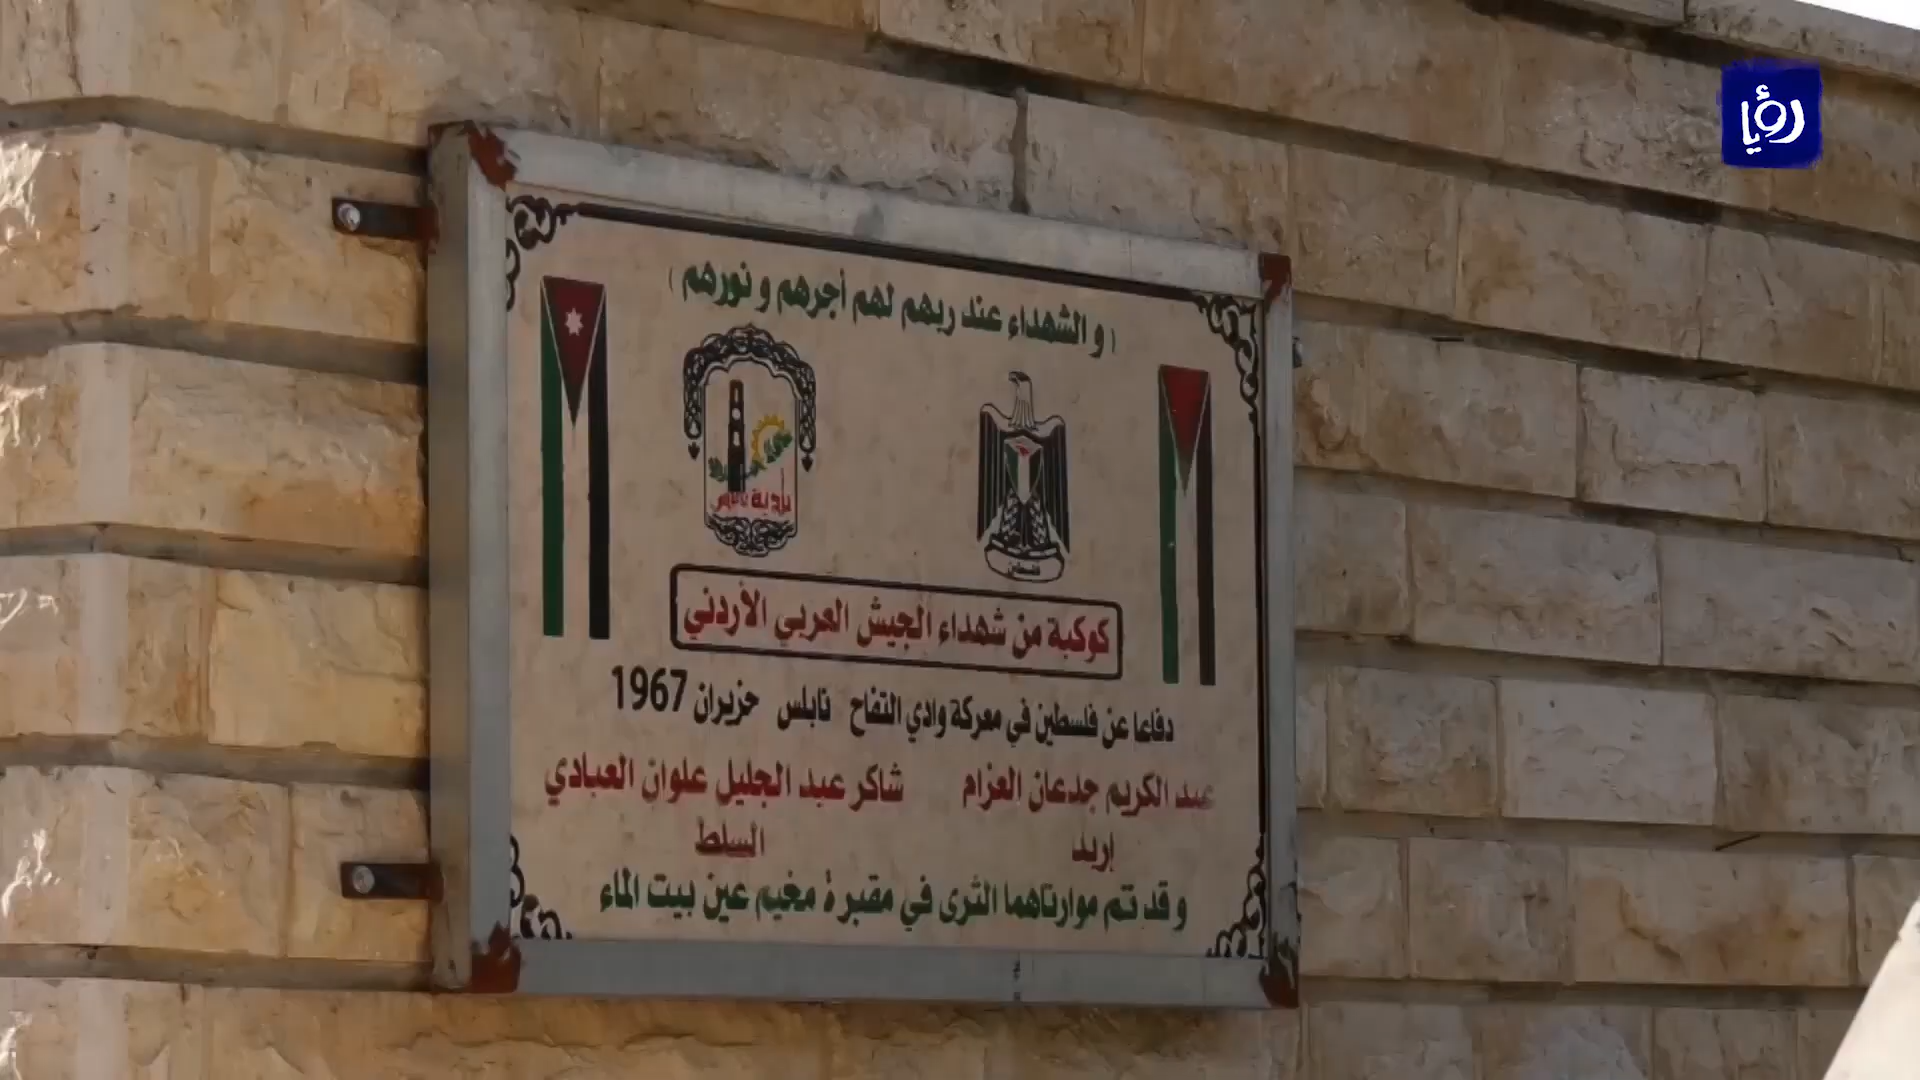 رؤيا
( و الشهداء عند ربهم لهم أجرهم و نورهم )
بلدية نابلس
فلسطين
كوكبة من شهداء الجيش العربي الأردني
دفاعا عن فلسطين في معركة وادي التفاح نابلس حزيران 1967
عبد الكريم جدعان العزام شاكر عبد الجليل علوان العبادي
إربد السلط
و قد تم موارتاهما الثرى في مقبرة مخيم عين بيت الماء